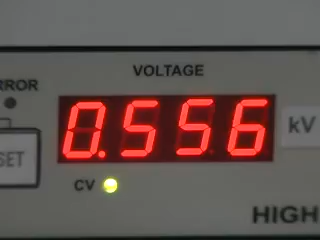 VOLTAGE
RROR
0.556 kV
SET
CV
HIGH